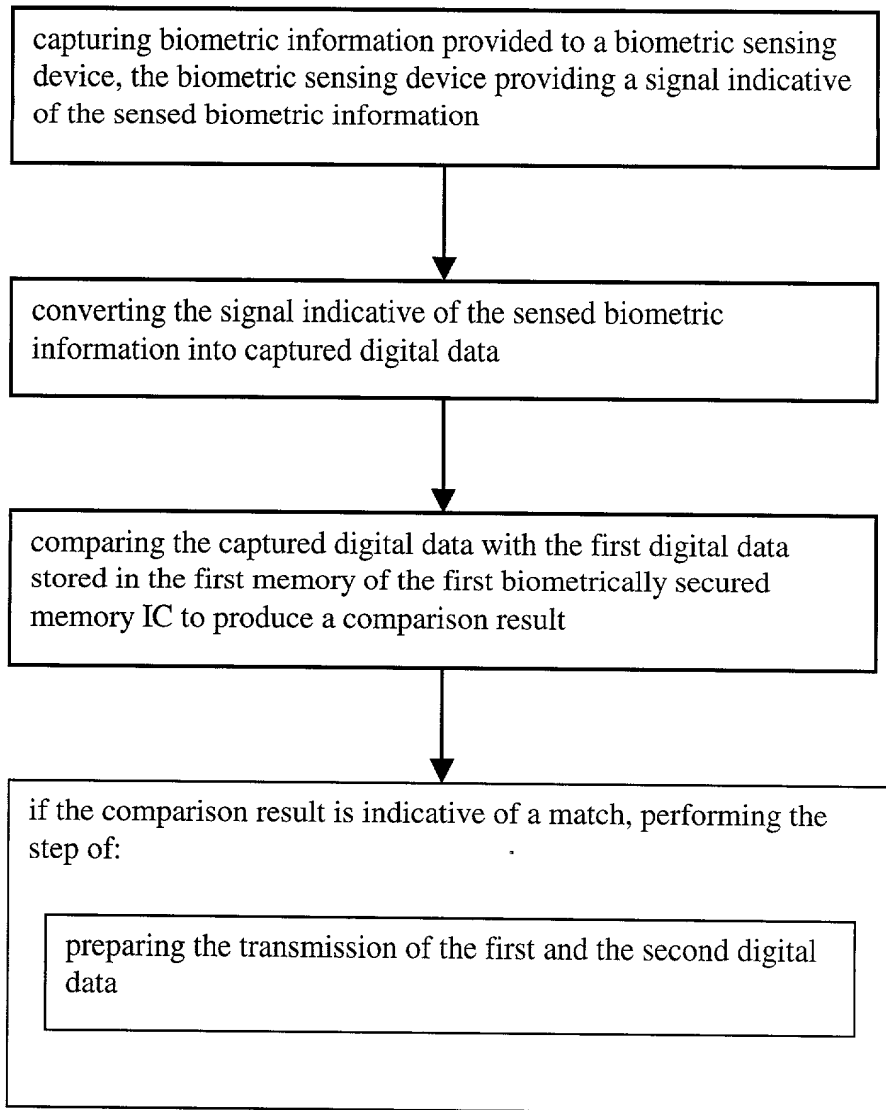 capturing biometric information provided to a biometric sensing
device, the biometric sensing device providing a signal indicative
of the sensed biometric information
converting the signal indicative of the sensed biometric
information into captured digital data
comparing the captured digital data with the first digital data
stored in the first memory of the first biometrically secured
memory IC to produce a comparison result
if the comparison result is indicative of a match, performing the
step of:
preparing the transmission of the first and the second digital
data